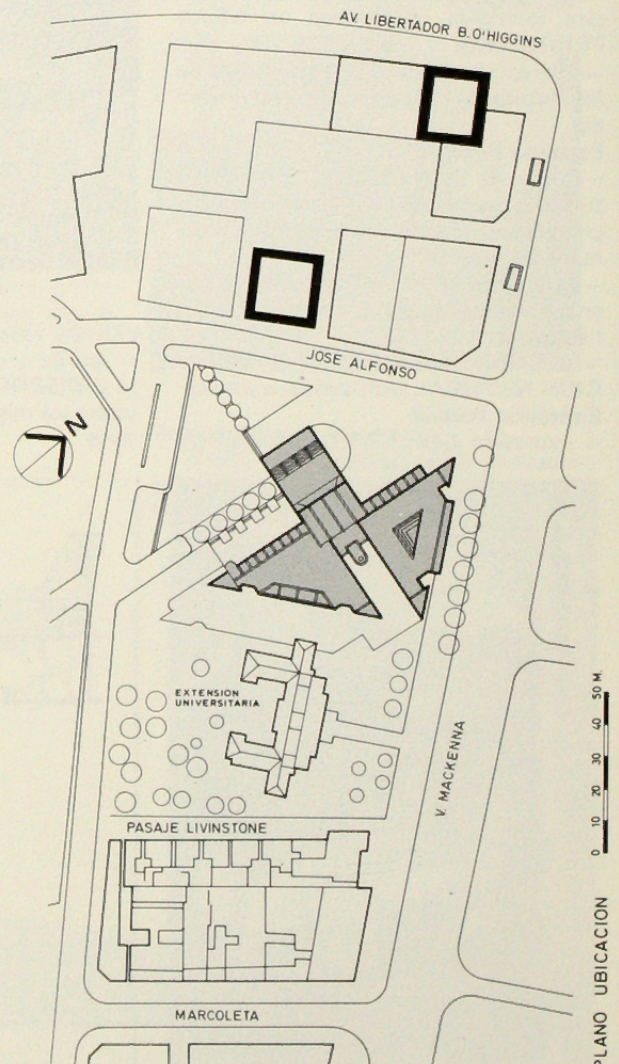 AV. LIBERTADOR B. O'HIGGINS
JOSE ALFONSO
N
EXTENSION
UNIVERSITARIA
V. MACKENNA
PASAJE LIVINSTONE
MARCOLETA
0 10 20 30 40 50 M.
PLANO UBICACION